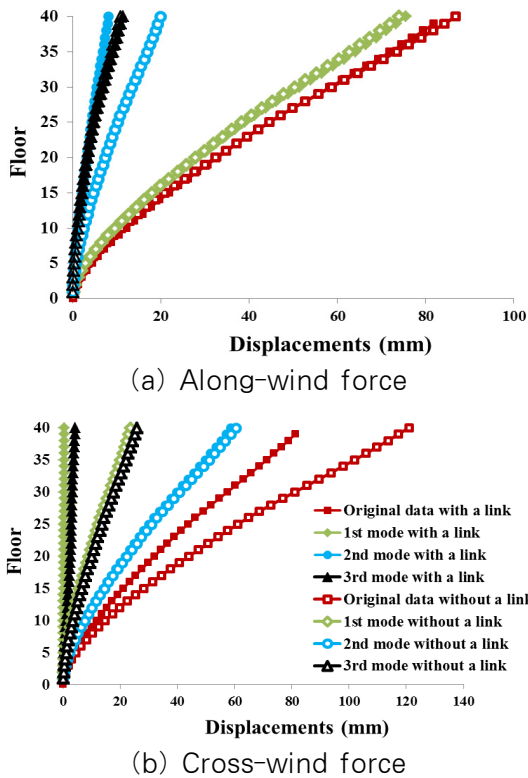 40
35
30
25
20
15
10
5
0
Floor
0 20 40 60 80 100
Displacements (mm)
(a) Along-wind force
40
35
30
25
20
15
10
5
0
Floor
Original data with a link
1st mode with a link
2nd mode with a link
3rd mode with a link
Original data without a link
1st mode without a link
2nd mode without a link
3rd mode without a link
0 20 40 60 80 100 120 140
Displacements (mm)
(b) Cross-wind force